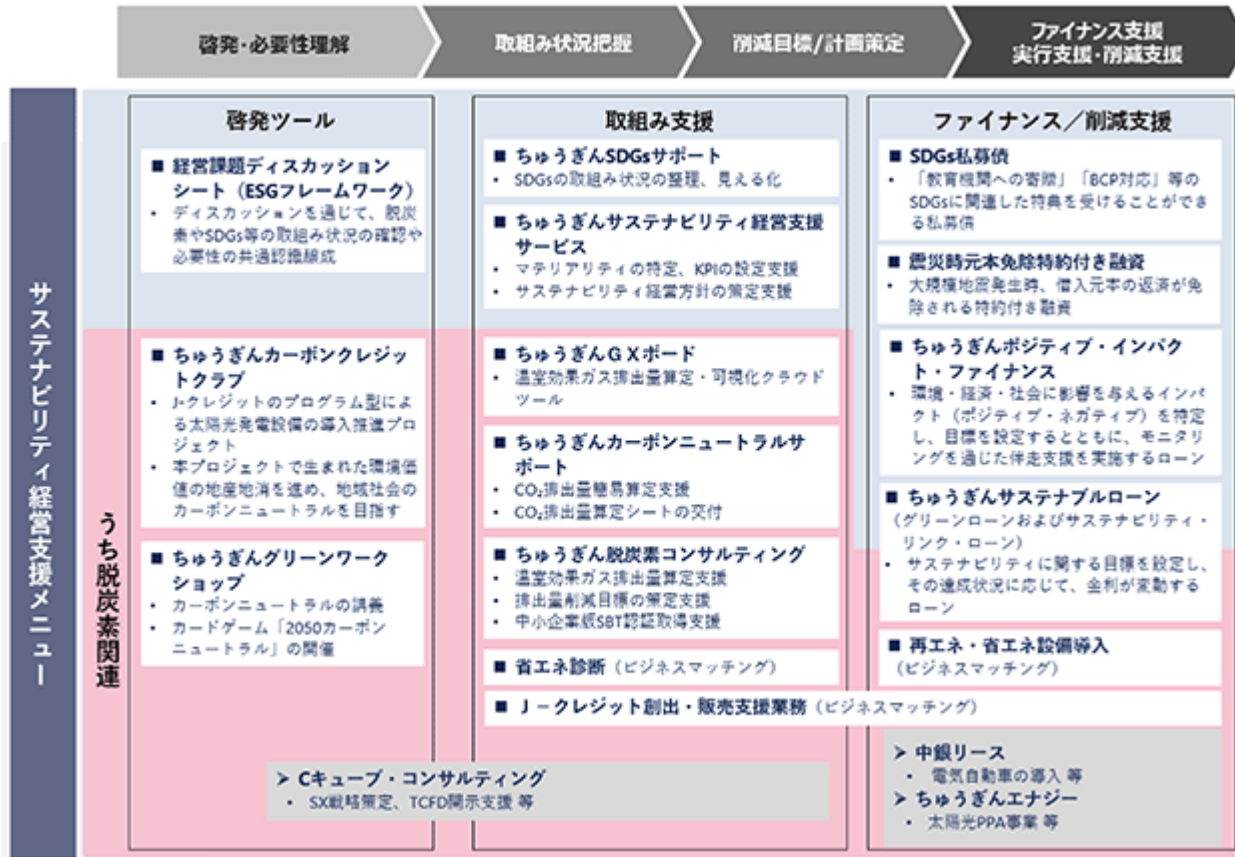 啓発・必要性理解
取組み状況把握
削減目標/計画策定
ファイナンス支援
実行支援・削減支援
サステナビリティ経営支援メニュー
うち脱炭素関連
啓発ツール
■ 経営課題ディスカッション
シート（ESGフレームワーク）
• ディスカッションを通じて、脱炭
素やSDGs等の取組み状況の確認や
必要性の共通認識醸成
■ ちゅうぎんカーボンクレジッ
トクラブ
• J-クレジットのプログラム型によ
る太陽光発電設備の導入推進プロ
ジェクト
• 本プロジェクトで生まれた環境価
値の地産地消を進め、地域社会の
カーボンニュートラルを目指す
■ ちゅうぎんグリーンワーク
ショップ
• カーボンニュートラルの講義
• カードゲーム「2050カーボン
ニュートラル」の開催
取組み支援
■ ちゅうぎんSDGsサポート
• SDGsの取組み状況の整理、見える化
■ ちゅうぎんサステナビリティ経営支援
サービス
• マテリアリティの特定、KPIの設定支援
• サステナビリティ経営方針の策定支援
■ ちゅうぎんGXボード
• 温室効果ガス排出量算定・可視化クラウド
ツール
■ ちゅうぎんカーボンニュートラルサ
ポート
• CO₂排出量簡易算定支援
• CO₂排出量算定シートの交付
■ ちゅうぎん脱炭素コンサルティング
• 温室効果ガス排出量算定支援
• 排出量削減目標の策定支援
• 中小企業版SBT認証取得支援
■ 省エネ診断（ビジネスマッチング）
■ J－クレジット創出・販売支援業務（ビジネスマッチング）
➤ Cキューブ・コンサルティング
• SX戦略策定、TCFD開示支援 等
ファイナンス／削減支援
■ SDGs私募債
• 「教育機関への寄贈」「BCP対応」等の
SDGsに関連した特典を受けることができ
る私募債
■ 震災時元本免除特約付き融資
• 大規模地震発生時、借入元本の返済が免
除される特約付き融資
■ ちゅうぎんポジティブ・インパク
ト・ファイナンス
• 環境・経済・社会に影響を与えるインパ
クト（ポジティブ・ネガティブ）を特定
し、目標を設定するとともに、モニタリ
ングを通じた伴走支援を実施するローン
■ ちゅうぎんサステナブルローン
（グリーンローンおよびサステナビリティ・
リンク・ローン）
• サステナビリティに関する目標を設定し、
その達成状況に応じて、金利が変動する
ローン
■ 再エネ・省エネ設備導入
（ビジネスマッチング）
➤ 中銀リース
• 電気自動車の導入 等
➤ ちゅうぎんエナジー
• 太陽光PPA事業 等